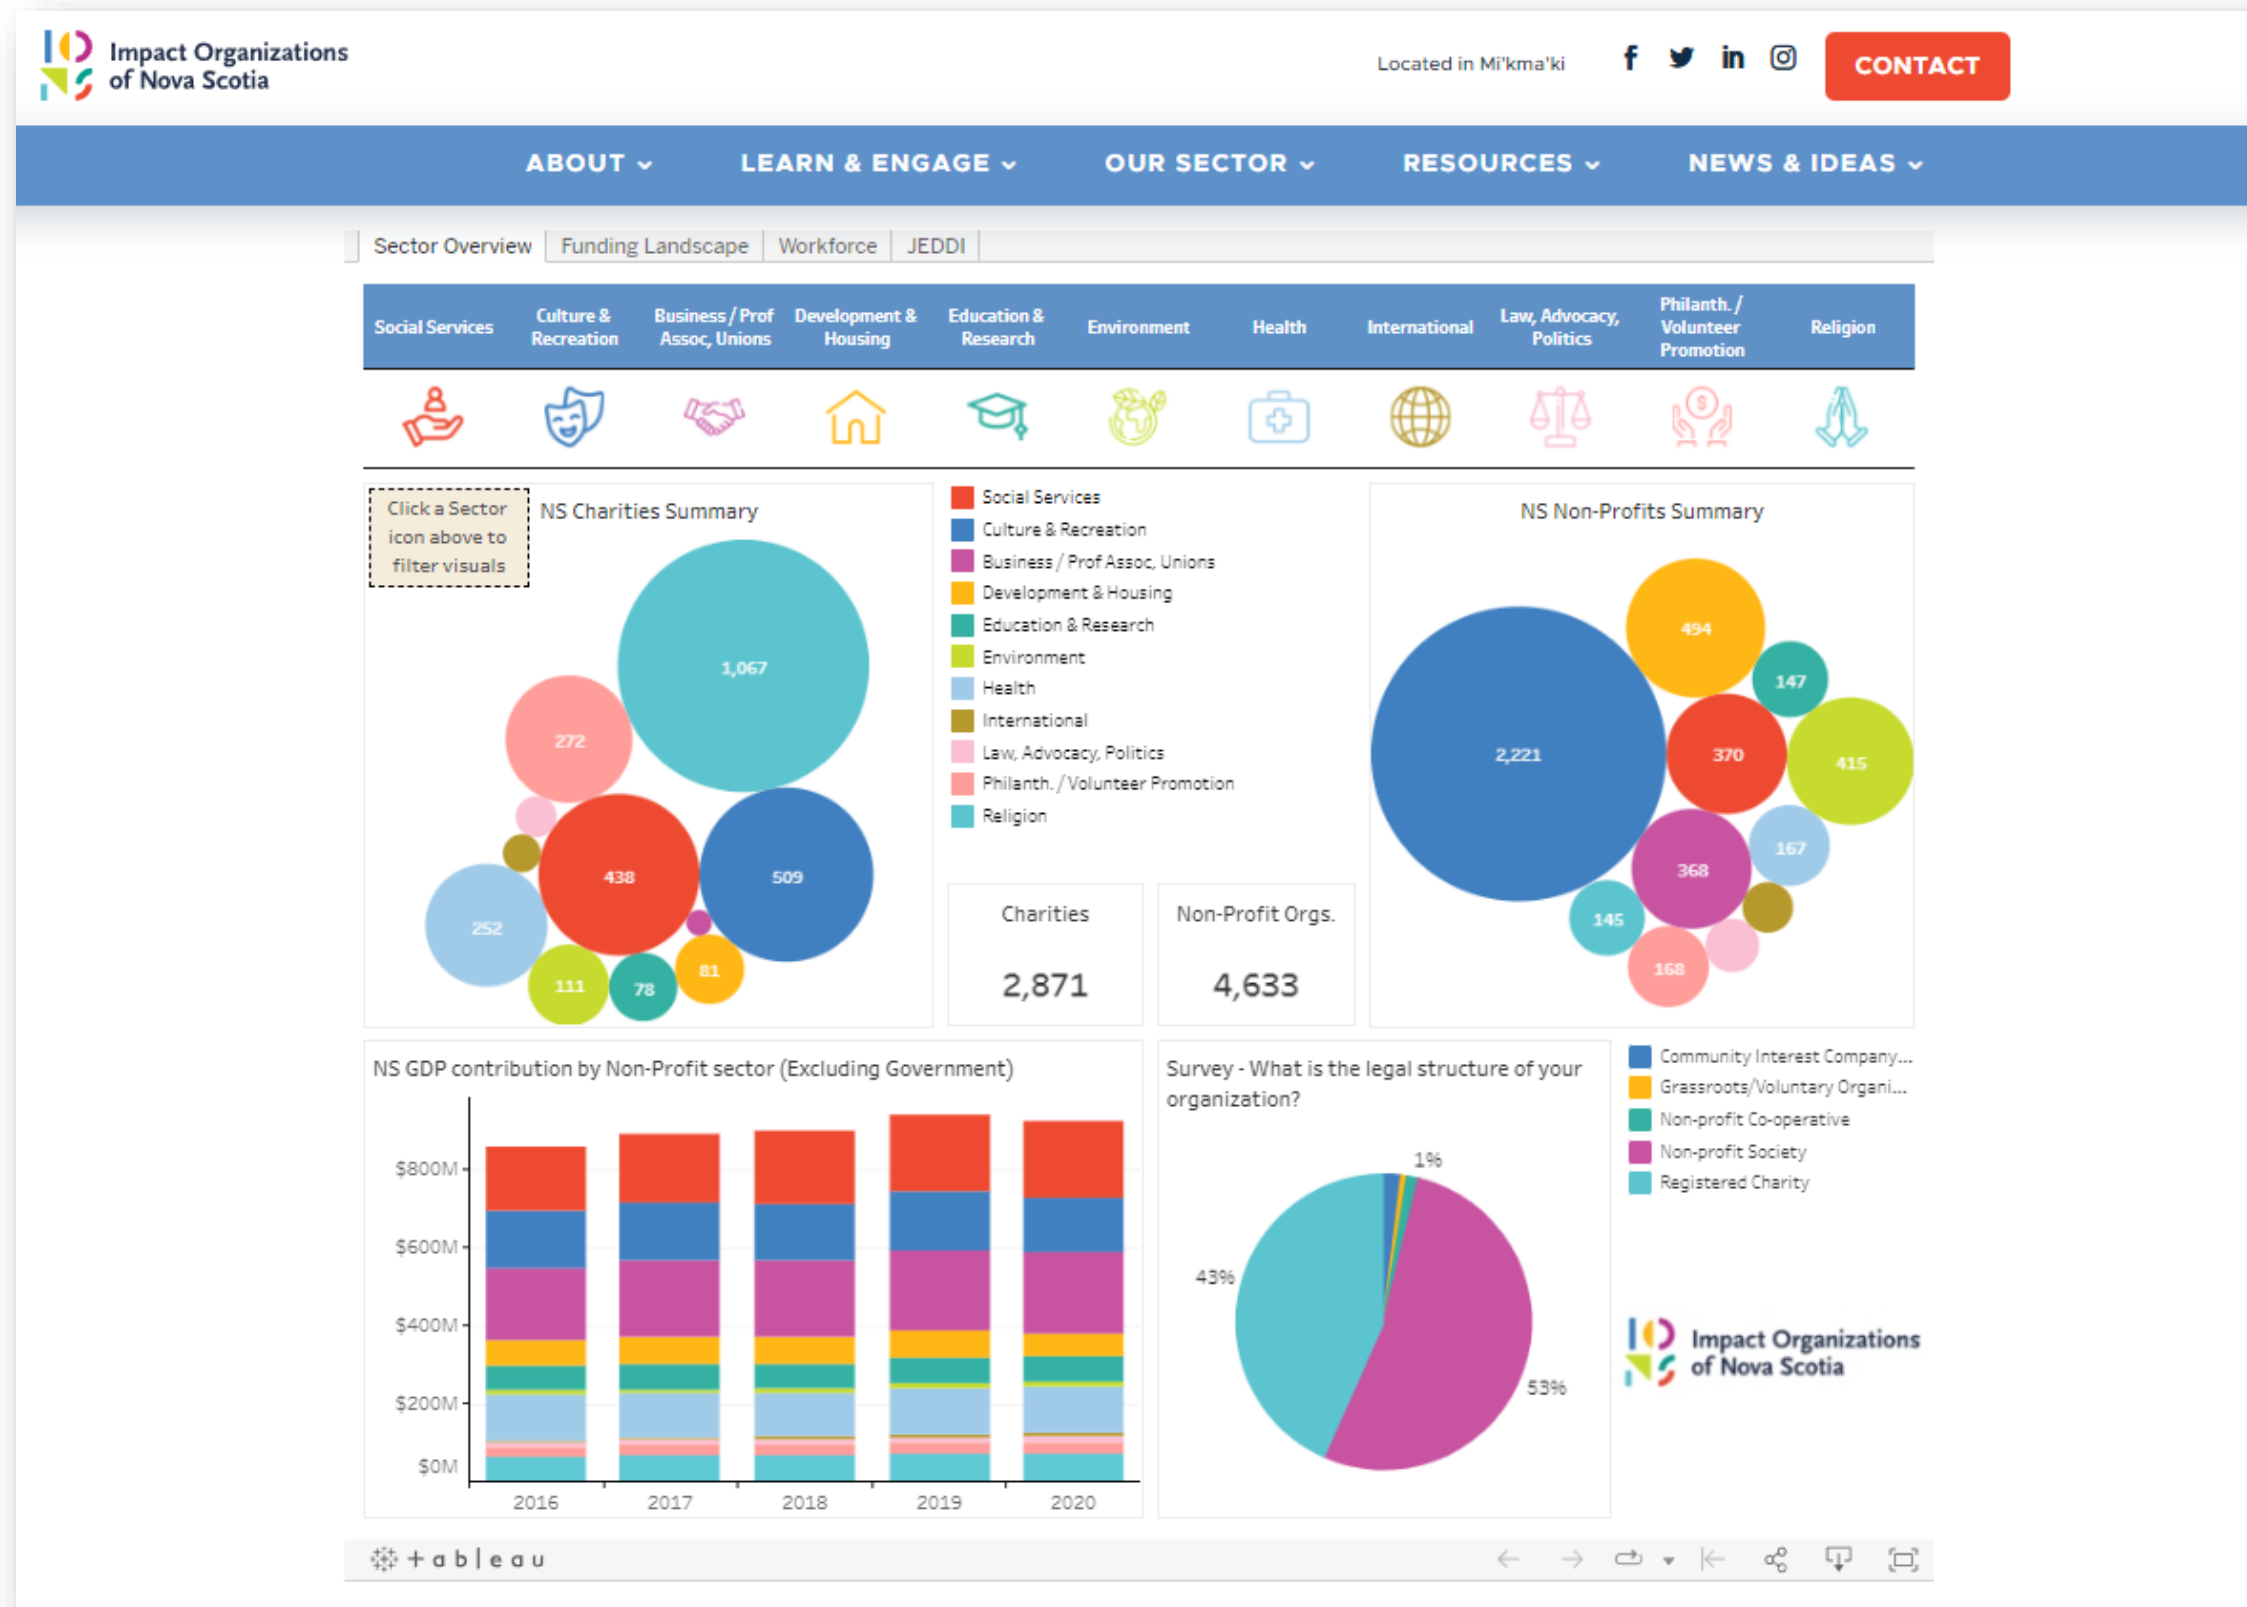 Impact Organizations
of Nova Scotia
Located in Mi'kma'ki
CONTACT
ABOUT
LEARN & ENGAGE
OUR SECTOR
RESOURCES
NEWS & IDEAS
Sector Overview
Funding Landscape
Workforce
JEDDI
Social Services
Culture &
Recreation
Business / Prof
Assoc, Unions
Development &
Housing
Education &
Research
Environment
Health
International
Law, Advocacy,
Politics
Philanth. /
Volunteer
Promotion
Religion
Click a Sector
icon above to
filter visuals
NS Charities Summary
1,067
272
438
509
252
111
78
81
Social Services
Culture & Recreation
Business / Prof Assoc, Unions
Development & Housing
Education & Research
Environment
Health
International
Law, Advocacy, Politics
Philanth. / Volunteer Promotion
Religion
Charities
2,871
Non-Profit Orgs.
4,633
NS Non-Profits Summary
494
147
2,221
370
415
167
368
145
168
NS GDP contribution by Non-Profit sector (Excluding Government)
$800M
$600M
$400M
$200M
$0M
2016
2017
2018
2019
2020
Survey - What is the legal structure of your
organization?
1%
43%
53%
Community Interest Company...
Grassroots/Voluntary Organi...
Non-profit Co-operative
Non-profit Society
Registered Charity
Impact Organizations
of Nova Scotia
+ a b l e a u